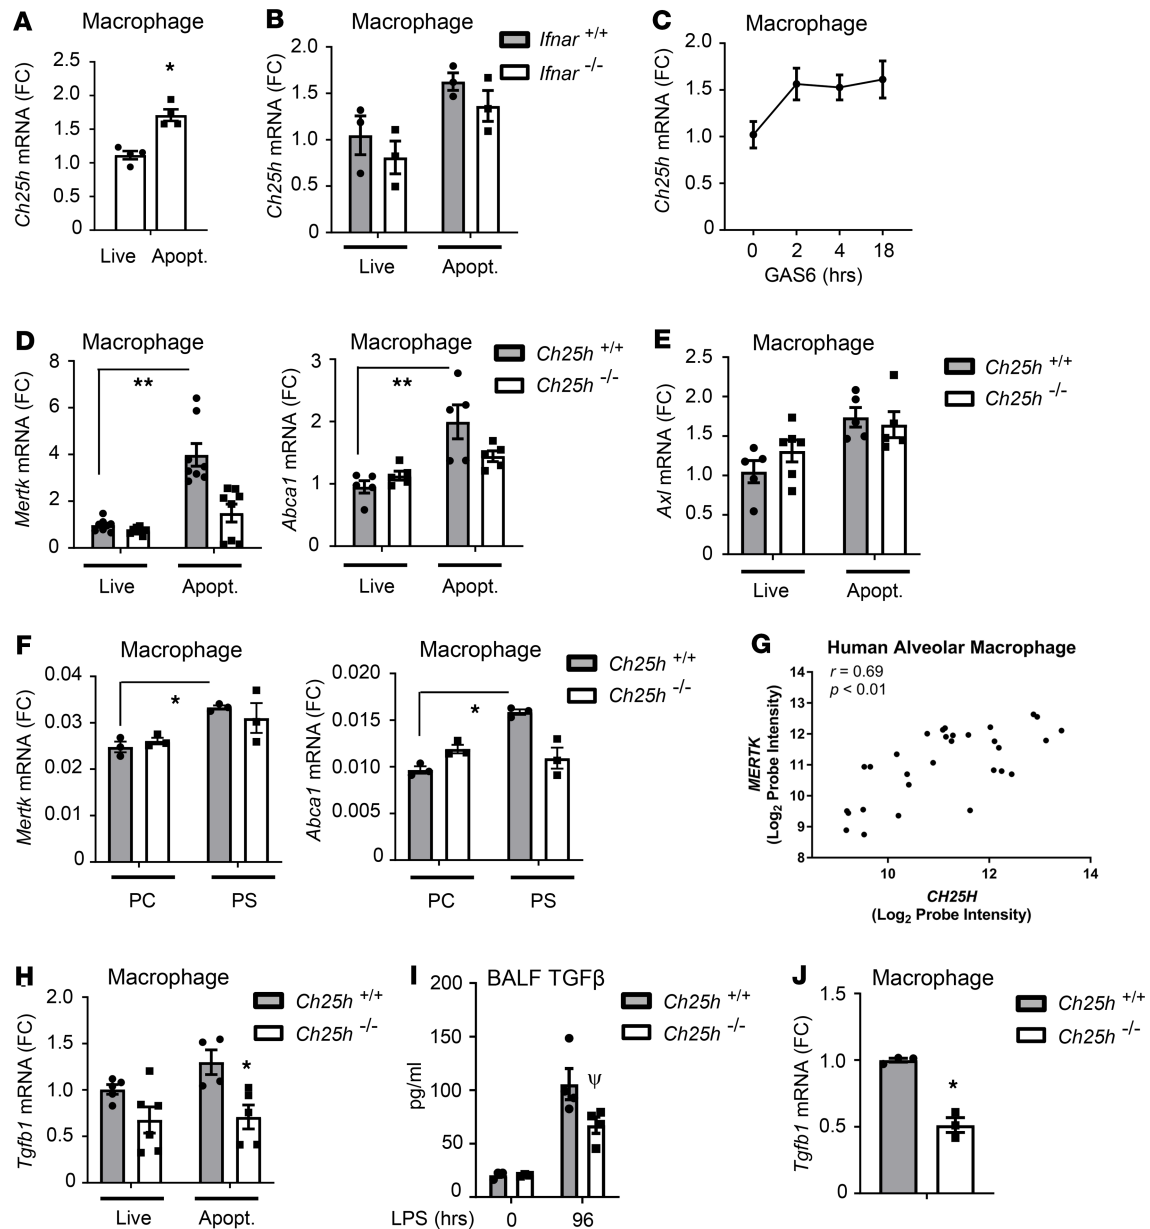 A
Macrophage
Ch25h mRNA (FC)
2.5
2.0
1.5
1.0
0.5
0
*
Live Apopt.
B
Macrophage
Ifnar +/+
Ifnar -/-
Ch25h mRNA (FC)
2.0
1.5
1.0
0.5
0
Live Apopt.
C
Macrophage
Ch25h mRNA (FC)
2.0
1.5
1.0
0.5
0
0 2 4 18
GAS6 (hrs)
D
Macrophage
Mertk mRNA (FC)
8
6
4
2
0
**
Live Apopt.
Macrophage
Ch25h +/+
Ch25h -/-
Abca1 mRNA (FC)
3
2
1
0
**
Live Apopt.
E
Macrophage
Ch25h +/+
Ch25h -/-
Axl mRNA (FC)
2.5
2.0
1.5
1.0
0.5
0
Live Apopt.
F
Macrophage
Mertk mRNA (FC)
0.04
0.03
0.02
0.01
0
*
PC PS
Macrophage
Ch25h +/+
Ch25h -/-
Abca1 mRNA (FC)
0.020
0.015
0.010
0.005
0
*
PC PS
G
Human Alveolar Macrophage
r = 0.69
p < 0.01
MERTK
(Log2 Probe Intensity)
14
13
12
11
10
9
8
10 12 14
CH25H
(Log2 Probe Intensity)
H
Macrophage
Ch25h +/+
Ch25h -/-
Tgfb1 mRNA (FC)
2.0
1.5
1.0
0.5
0
*
Live Apopt.
I
BALF TGFβ
Ch25h +/+
Ch25h -/-
pg/ml
200
150
100
50
0
ψ
LPS (hrs) 0 96
J
Macrophage
Ch25h +/+
Ch25h -/-
Tgfb1 mRNA (FC)
1.5
1.0
0.5
0
*